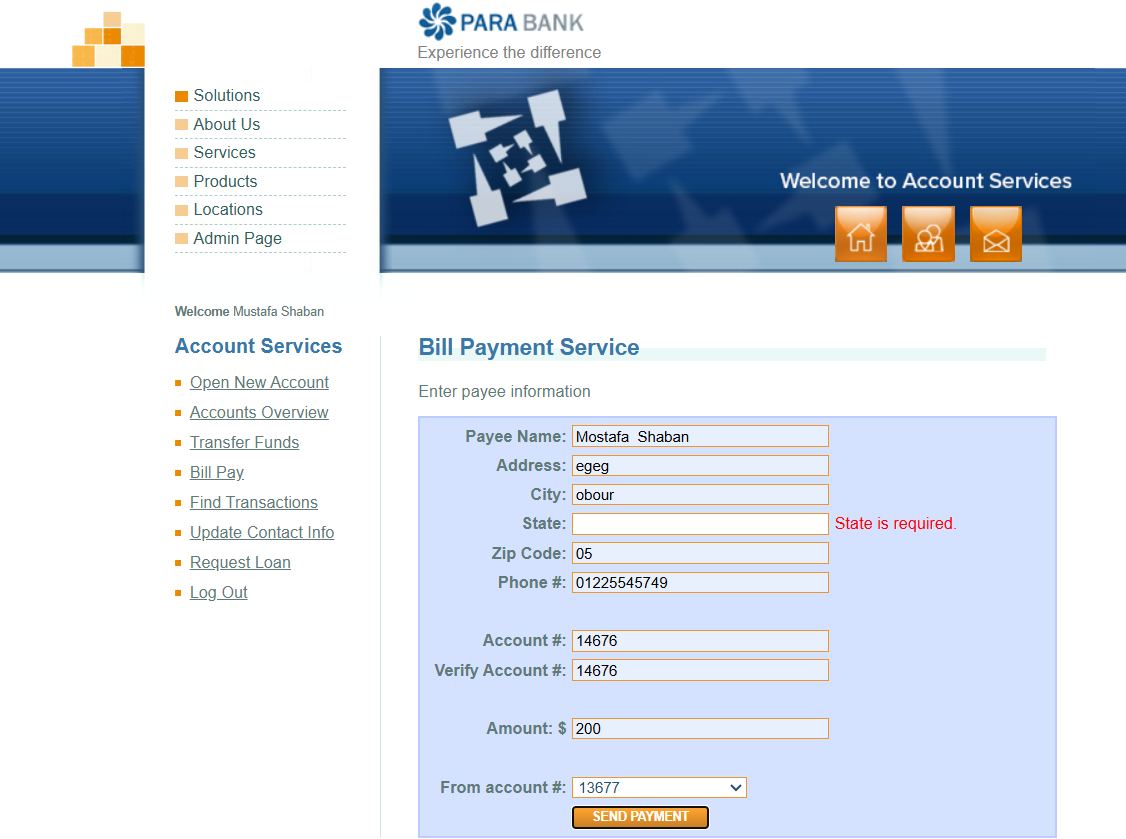 PARA BANK
Experience the difference
Solutions
About Us
Services
Products
Locations
Admin Page
Welcome to Account Services
Welcome Mustafa Shaban
Account Services
Open New Account
Accounts Overview
Transfer Funds
Bill Pay
Find Transactions
Update Contact Info
Request Loan
Log Out
Bill Payment Service
Enter payee information
Payee Name: Mostafa  Shaban
Address: egeg
City: obour
State: State is required.
Zip Code: 05
Phone #: 01225545749
Account #: 14676
Verify Account #: 14676
Amount: $ 200
From account #: 13677
SEND PAYMENT